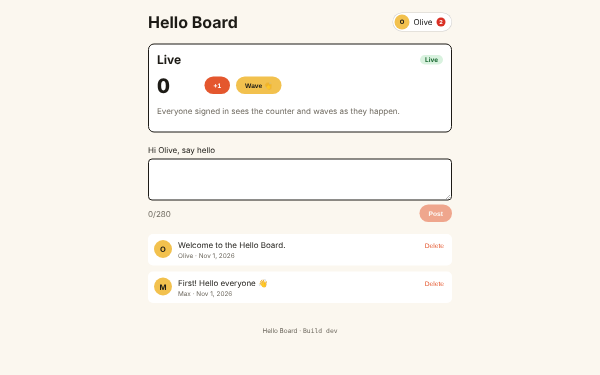 Hello Board
O Olive 2
Live
Live
0 +1 Wave 👋
Everyone signed in sees the counter and waves as they happen.
Hi Olive, say hello
0/280
Post
O
Welcome to the Hello Board.
Delete
Olive · Nov 1, 2026
M
First! Hello everyone 👋
Delete
Max · Nov 1, 2026
Hello Board · Build dev